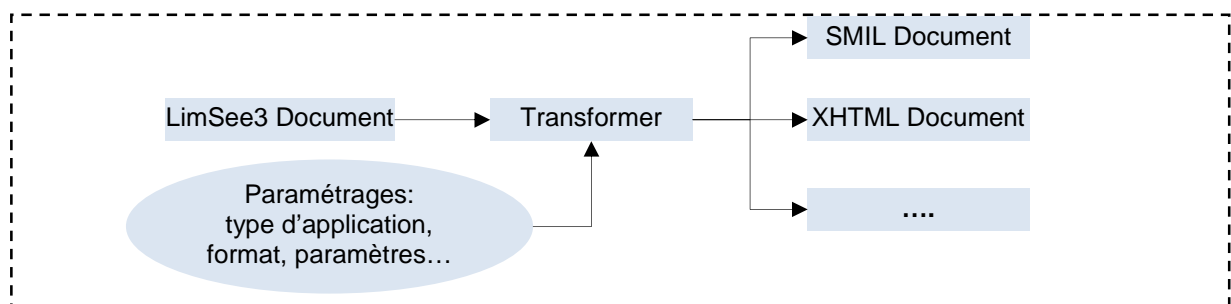 SMIL Document
LimSee3 Document
Transformer
XHTML Document
Paramétrages:
type d’application,
format, paramètres…
….